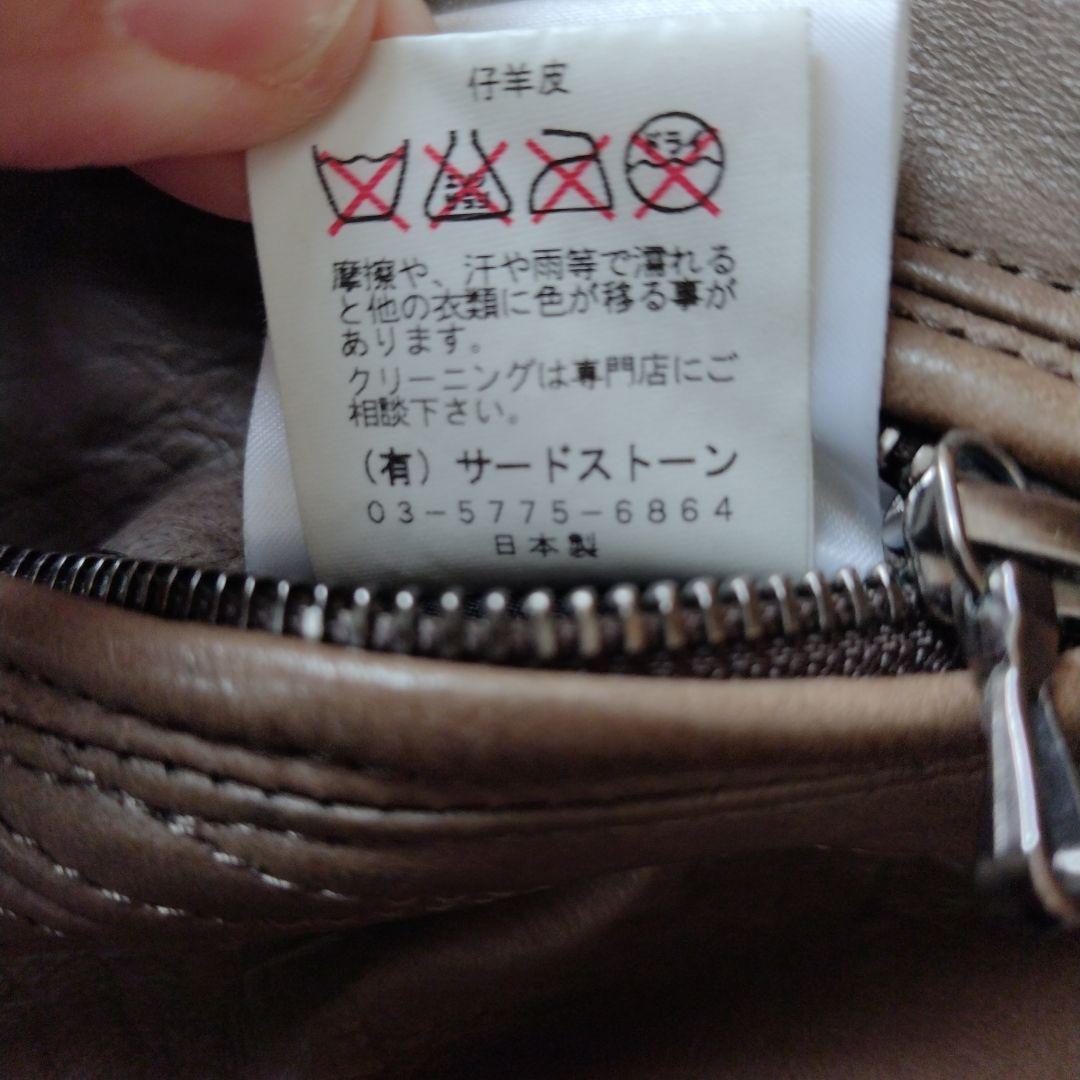 仔羊皮
ドライ
摩擦や、汗や雨等で濡れる
と他の衣類に色が移る事が
あります。
クリーニングは専門店にご
相談下さい。
(有) サードストーン
03-5775-6864
日本製